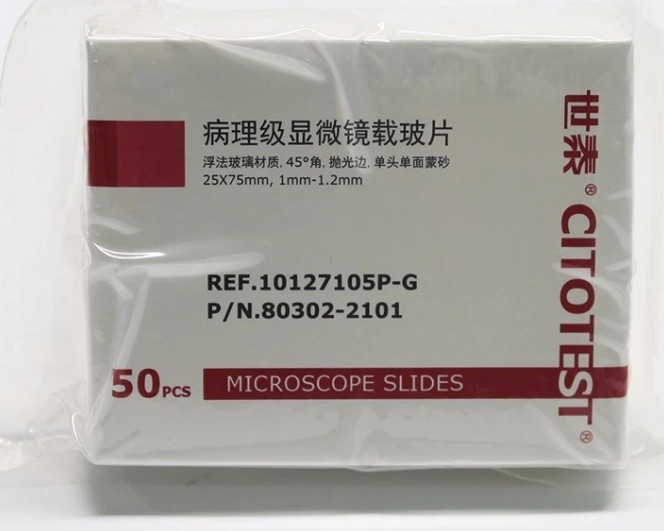 病理级显微镜载玻片
浮法玻璃材质, 45°角, 抛光边, 单头单面蒙砂
25X75mm, 1mm-1.2mm
REF.10127105P-G
P/N.80302-2101
50PCS
MICROSCOPE SLIDES
世泰® CITOTEST®